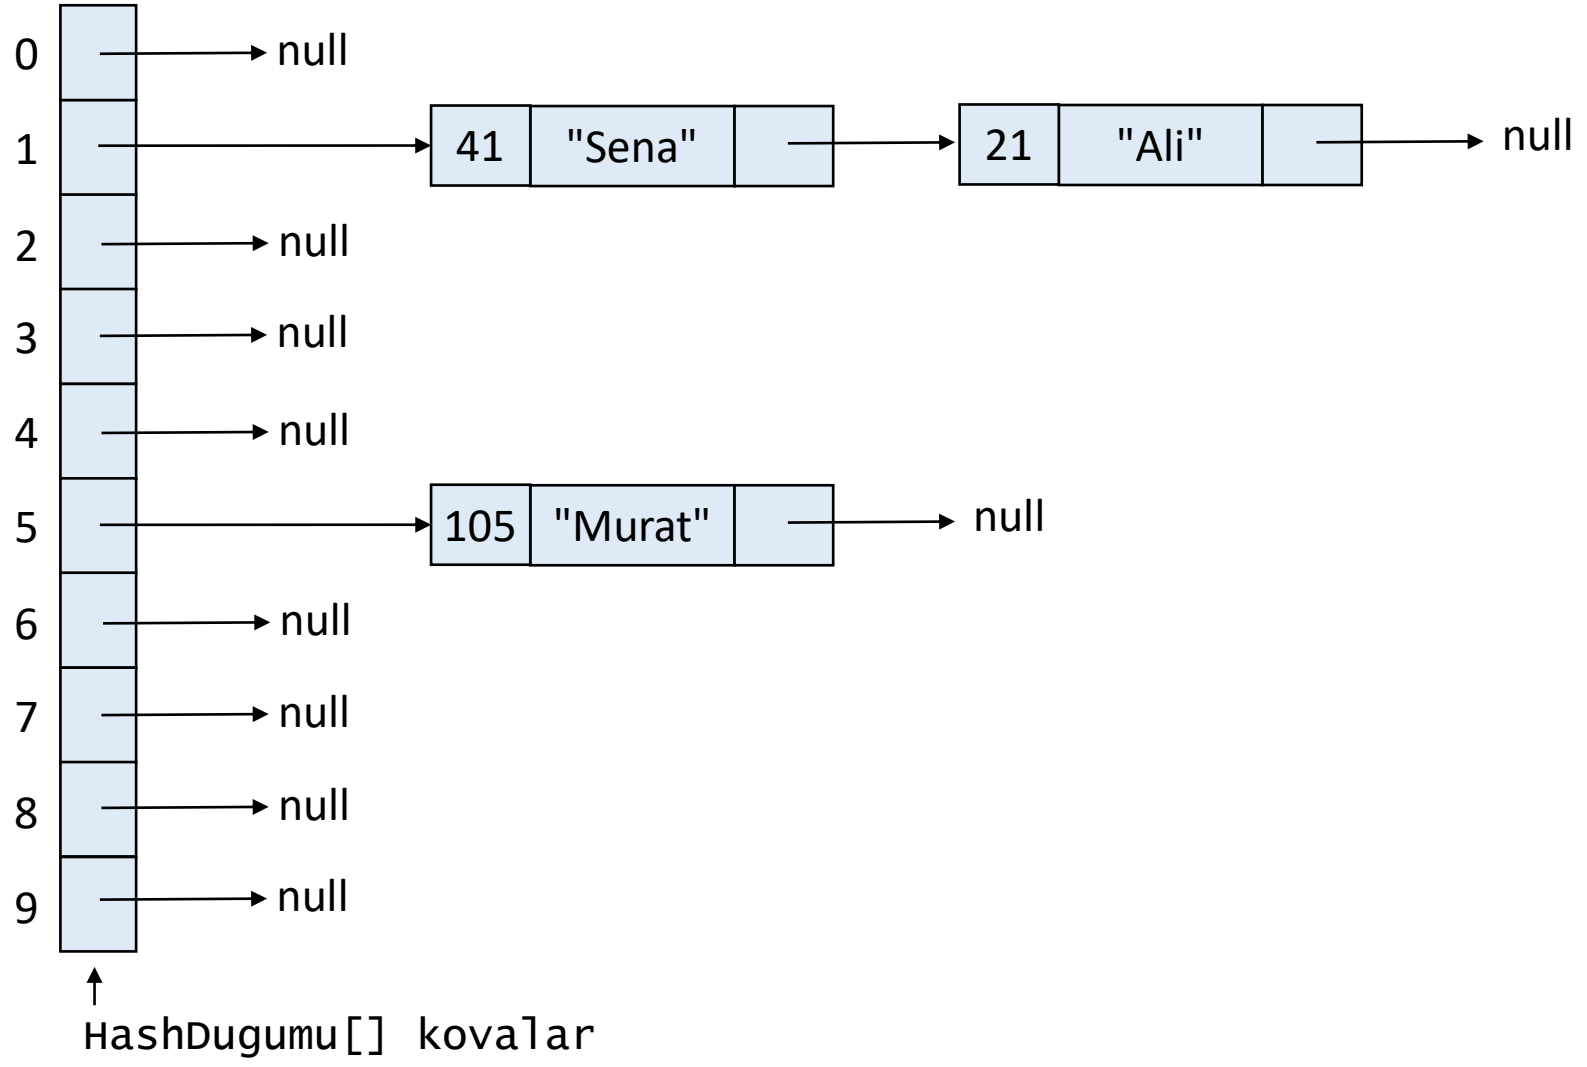 0 null
1 41 "Sena" 21 "Ali" null
2 null
3 null
4 null
5 105 "Murat" null
6 null
7 null
8 null
9 null
HashDugumu[] kovalar